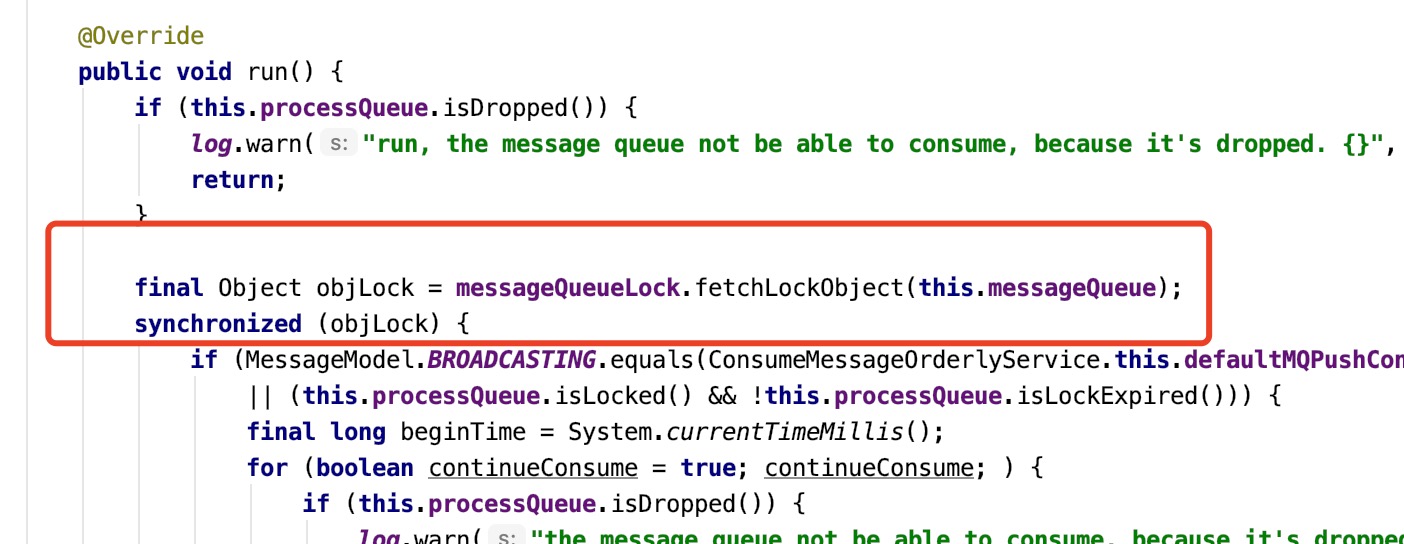 @Override
public void run() {
if (this.processQueue.isDropped()) {
log.warn( s: "run, the message queue not be able to consume, because it's dropped. {}",
return;
}
final Object objLock = messageQueueLock.fetchLockObject(this.messageQueue);
synchronized (objLock) {
if (MessageModel.BROADCASTING.equals(ConsumeMessageOrderlyService.this.defaultMQPushCon
|| (this.processQueue.isLocked() && !this.processQueue.isLockExpired())) {
final long beginTime = System.currentTimeMillis();
for (boolean continueConsume = true; continueConsume; ) {
if (this.processQueue.isDropped()) {
log.warn( s: "the message queue not be able to consume, because it's dropped